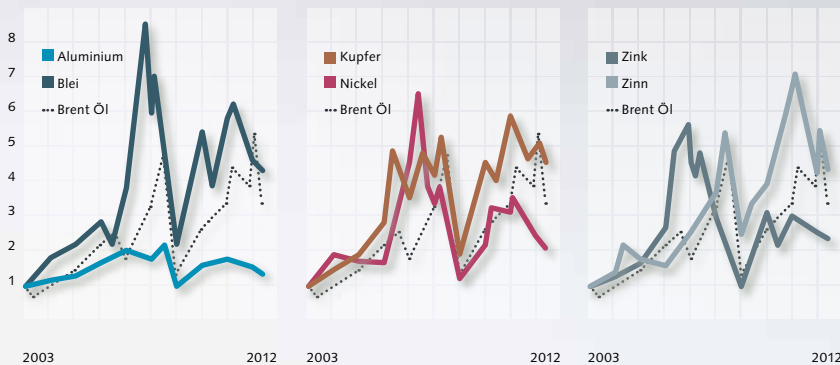 8
7
6
5
4
3
2
1
Aluminium
Blei
Brent Öl
2003
2012
Kupfer
Nickel
Brent Öl
2003
2012
Zink
Zinn
Brent Öl
2003
2012